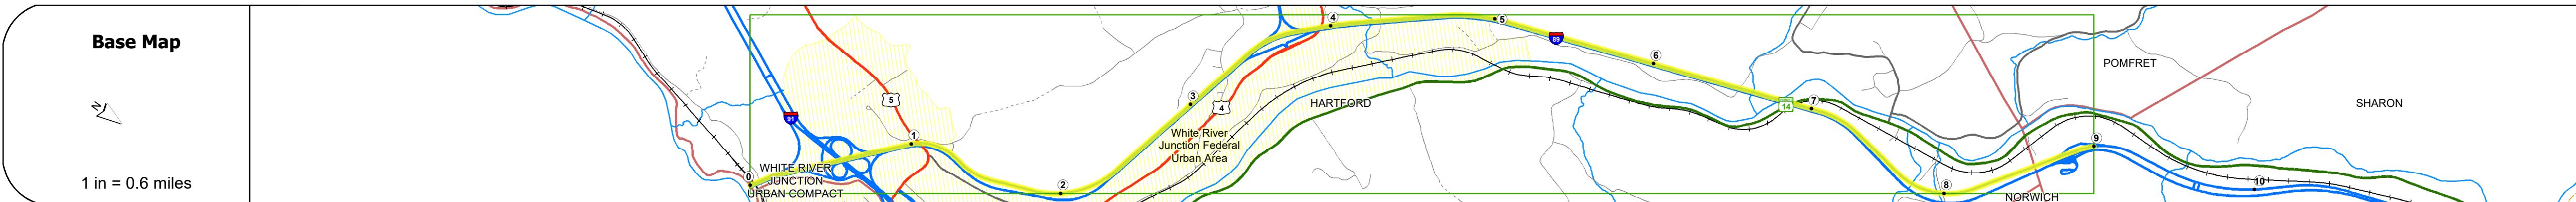 Base Map
N
1 in = 0.6 miles
0
91
WHITE RIVER
JUNCTION
URBAN COMPACT
5
1
2
3
4
White River
Junction Federal
Urban Area
4
5
HARTFORD
89
6
14
7
8
NORWICH
9
POMFRET
10
SHARON